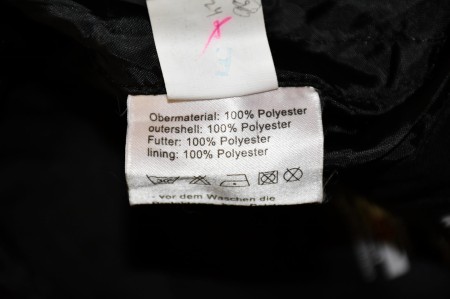 Obermaterial: 100% Polyester
outershell: 100% Polyester
Futter: 100% Polyester
lining: 100% Polyester
- vor dem Waschen die